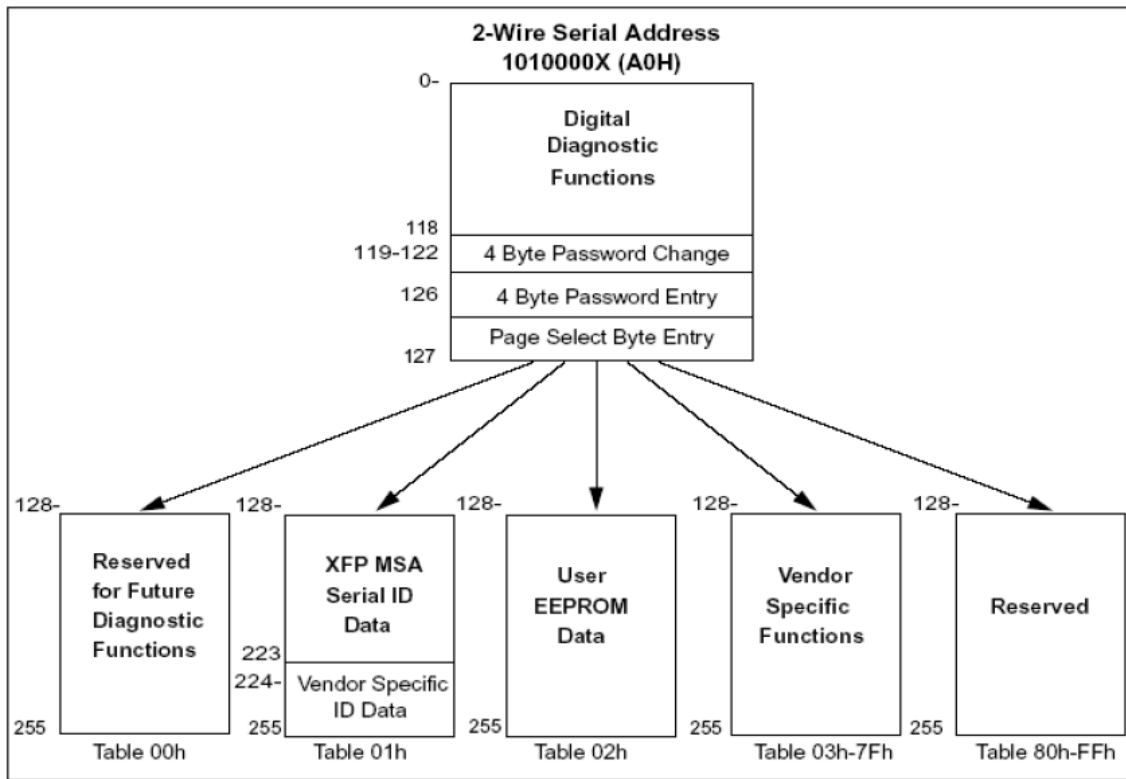 2-Wire Serial Address
1010000X (A0H)
0-
Digital
Diagnostic
Functions
118
119-122
4 Byte Password Change
126
4 Byte Password Entry
Page Select Byte Entry
127
128-
Reserved
for Future
Diagnostic
Functions
255
Table 00h
128-
XFP MSA
Serial ID
Data
223
224-
Vendor Specific
ID Data
255
Table 01h
128-
User
EEPROM
Data
255
Table 02h
128-
Vendor
Specific
Functions
255
Table 03h-7Fh
128-
Reserved
255
Table 80h-FFh